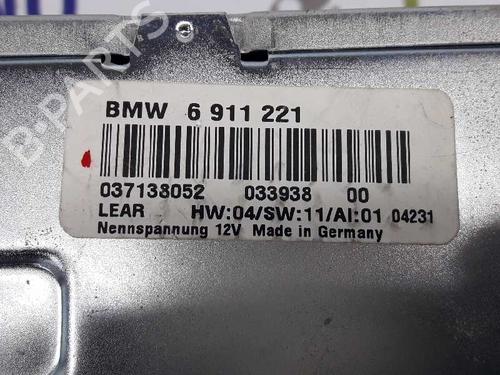 BMW 6 911 221
037138052 033938 00
LEAR HW:04/SW:11/AI:01 04231
Nennspannung 12V Made in Germany
B-PARTS